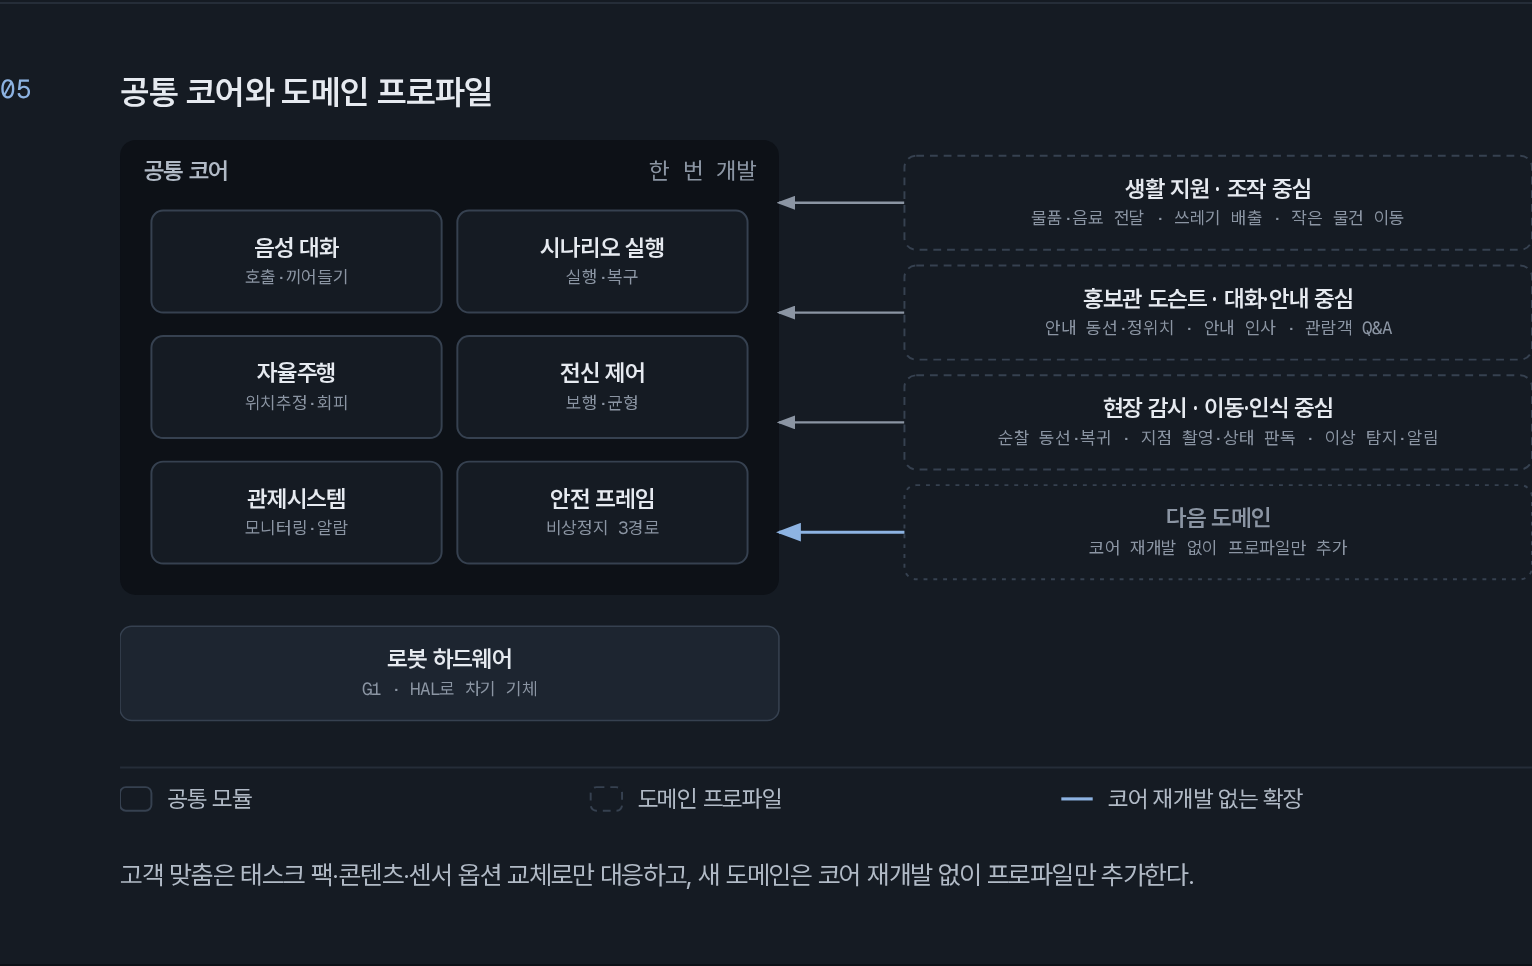 05
공통 코어와 도메인 프로파일
공통 코어
한 번 개발
음성 대화
호출·끼어들기
시나리오 실행
실행·복구
자율주행
위치추정·회피
전신 제어
보행·균형
관제시스템
모니터링·알람
안전 프레임
비상정지 3경로
생활 지원 · 조작 중심
물품·음료 전달 · 쓰레기 배출 · 작은 물건 이동
홍보관 도슨트 · 대화·안내 중심
안내 동선·정위치 · 안내 인사 · 관람객 Q&A
현장 감시 · 이동·인식 중심
순찰 동선·복귀 · 지점 촬영·상태 판독 · 이상 탐지·알림
다음 도메인
코어 재개발 없이 프로파일만 추가
로봇 하드웨어
G1 · HAL로 차기 기체
공통 모듈
도메인 프로파일
코어 재개발 없는 확장
고객 맞춤은 태스크 팩·콘텐츠·센서 옵션 교체로만 대응하고, 새 도메인은 코어 재개발 없이 프로파일만 추가한다.